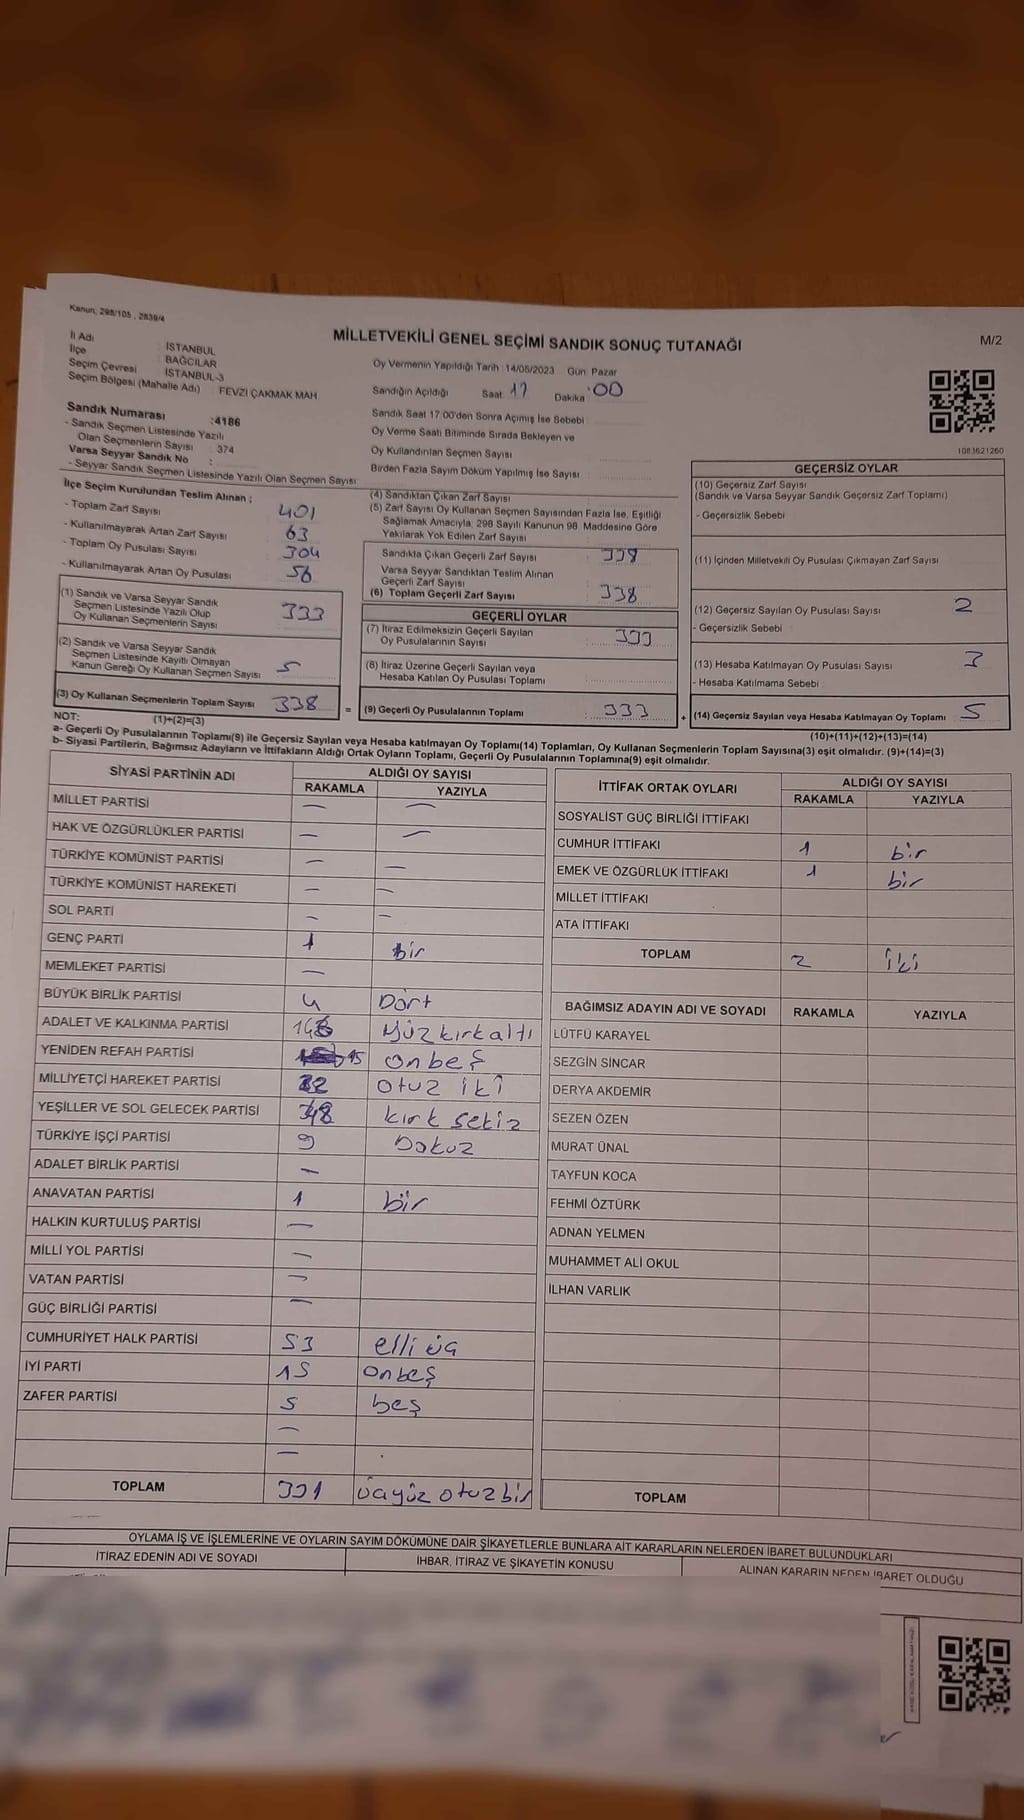 Kanun, 298/105 , 2839/4
MİLLETVEKİLİ GENEL SEÇİMİ SANDIK SONUÇ TUTANAĞI
M/2
İl Adı : İSTANBUL
İlçe : BAĞCILAR
Seçim Çevresi : İSTANBUL-3
Seçim Bölgesi (Mahalle Adı) : FEVZİ ÇAKMAK MAH.
Sandık Numarası :4186
- Sandık Seçmen Listesinde Yazılı
Olan Seçmenlerin Sayısı : 374
Varsa Seyyar Sandık No :
- Seyyar Sandık Seçmen Listesinde Yazılı Olan Seçmen Sayısı
Oy Vermenin Yapıldığı Tarih :14/05/2023 Gün: Pazar
Sandığın Açıldığı Saat: 17 Dakika :00
Sandık Saat 17:00'den Sonra Açımış İse Sebebi :
Oy Verme Saati Bitiminde Sırada Bekleyen ve
Oy Kullandırılan Seçmen Sayısı :
Birden Fazla Sayım Döküm Yapılmış İse Sayısı :
1083621260
İlçe Seçim Kurulundan Teslim Alınan ;
- Toplam Zarf Sayısı : 401
- Kullanılmayarak Artan Zarf Sayısı : 63
- Toplam Oy Pusulası Sayısı : 304
- Kullanılmayarak Artan Oy Pusulası : 56
(1) Sandık ve Varsa Seyyar Sandık
Seçmen Listesinde Yazılı Olup
Oy Kullanan Seçmenlerin Sayısı : 333
(2) Sandık ve Varsa Seyyar Sandık
Seçmen Listesinde Kayıtlı Olmayan
Kanun Gereği Oy Kullanan Seçmen Sayısı : 5
(3) Oy Kullanan Seçmenlerin Toplam Sayısı : 338
(1)+(2)=(3)
(4) Sandıktan Çıkan Zarf Sayısı :
(5) Zarf Sayısı Oy Kullanan Seçmen Sayısından Fazla İse, Eşitliği
Sağlamak Amacıyla, 298 Sayılı Kanunun 98. Maddesine Göre
Yakılarak Yok Edilen Zarf Sayısı :
Sandıkta Çıkan Geçerli Zarf Sayısı : 338
Varsa Seyyar Sandıktan Teslim Alınan
Geçerli Zarf Sayısı :
(6) Toplam Geçerli Zarf Sayısı : 338
GEÇERLİ OYLAR
(7) İtiraz Edilmeksizin Geçerli Sayılan
Oy Pusulalarının Sayısı : 333
(8) İtiraz Üzerine Geçerli Sayılan veya
Hesaba Katılan Oy Pusulası Toplamı :
= (9) Geçerli Oy Pusulalarının Toplamı : 333
GEÇERSİZ OYLAR
(10) Geçersiz Zarf Sayısı
(Sandık ve Varsa Seyyar Sandık Geçersiz Zarf Toplamı)
- Geçersizlik Sebebi :
(11) İçinden Milletvekili Oy Pusulası Çıkmayan Zarf Sayısı :
(12) Geçersiz Sayılan Oy Pusulası Sayısı : 2
- Geçersizlik Sebebi :
(13) Hesaba Katılmayan Oy Pusulası Sayısı : 3
- Hesaba Katılmama Sebebi :
+ (14) Geçersiz Sayılan veya Hesaba Katılmayan Oy Toplamı : 5
(10)+(11)+(12)+(13)=(14)
NOT:
a- Geçerli Oy Pusulalarının Toplamı(9) ile Geçersiz Sayılan veya Hesaba katılmayan Oy Toplamı(14) Toplamları, Oy Kullanan Seçmenlerin Toplam Sayısına(3) eşit olmalıdır. (9)+(14)=(3)
b- Siyasi Partilerin, Bağımsız Adayların ve İttifakların Aldığı Ortak Oyların Toplamı, Geçerli Oy Pusulalarının Toplamına(9) eşit olmalıdır.
SİYASİ PARTİNİN ADI ALDIĞI OY SAYISI
RAKAMLA YAZIYLA
MİLLET PARTİSİ — —
HAK VE ÖZGÜRLÜKLER PARTİSİ — —
TÜRKİYE KOMÜNİST PARTİSİ — —
TÜRKİYE KOMÜNİST HAREKETİ — —
SOL PARTİ — —
GENÇ PARTİ 1 bir
MEMLEKET PARTİSİ —
BÜYÜK BİRLİK PARTİSİ 4 Dört
ADALET VE KALKINMA PARTİSİ 146 Yüz kırk altı
YENİDEN REFAH PARTİSİ 15 on beş
MİLLİYETÇİ HAREKET PARTİSİ 32 otuz iki
YEŞİLLER VE SOL GELECEK PARTİSİ 48 kırk sekiz
TÜRKİYE İŞÇİ PARTİSİ 9 Dokuz
ADALET BİRLİK PARTİSİ —
ANAVATAN PARTİSİ 1 bir
HALKIN KURTULUŞ PARTİSİ —
MİLLİ YOL PARTİSİ —
VATAN PARTİSİ —
GÜÇ BİRLİĞİ PARTİSİ —
CUMHURİYET HALK PARTİSİ 53 elli üç
İYİ PARTİ 15 on beş
ZAFER PARTİSİ 5 beş
—
—
TOPLAM 331 üçyüz otuz bir
İTTİFAK ORTAK OYLARI ALDIĞI OY SAYISI
RAKAMLA YAZIYLA
SOSYALİST GÜÇ BİRLİĞİ İTTİFAKI
CUMHUR İTTİFAKI 1 bir
EMEK VE ÖZGÜRLÜK İTTİFAKI 1 bir
MİLLET İTTİFAKI
ATA İTTİFAKI
TOPLAM 2 iki
BAĞIMSIZ ADAYIN ADI VE SOYADI RAKAMLA YAZIYLA
LÜTFÜ KARAYEL
SEZGİN SİNCAR
DERYA AKDEMİR
SEZEN ÖZEN
MURAT ÜNAL
TAYFUN KOCA
FEHMİ ÖZTÜRK
ADNAN YELMEN
MUHAMMET ALİ OKUL
İLHAN VARLIK
TOPLAM
OYLAMA İŞ VE İŞLEMLERİNE VE OYLARIN SAYIM DÖKÜMÜNE DAİR ŞİKAYETLERLE BUNLARA AİT KARARLARIN NELERDEN İBARET BULUNDUKLARI
İTİRAZ EDENİN ADI VE SOYADI İHBAR, İTİRAZ VE ŞİKAYETİN KONUSU ALINAN KARARIN NEDEN İBARET OLDUĞU